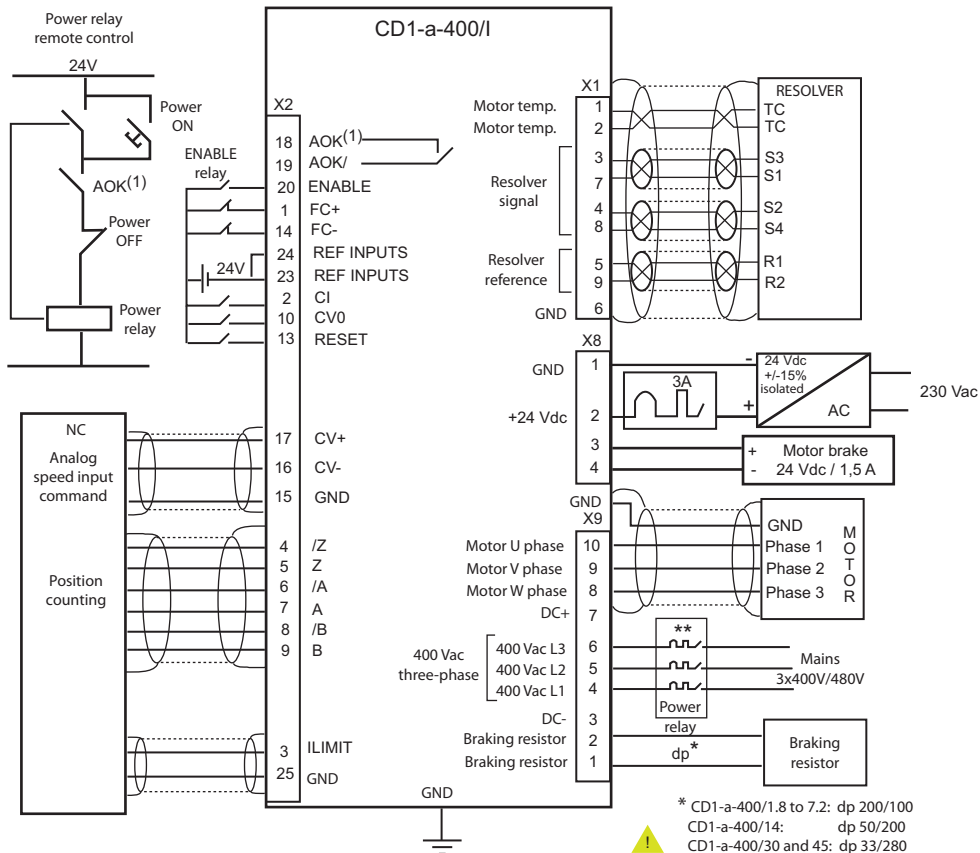 CD1-a-400/I
Power relay
remote control
24V
Power
ON
AOK(1)
Power
OFF
Power
relay
ENABLE
relay
24V
X2
18 AOK(1)
19 AOK/
20 ENABLE
1 FC+
14 FC-
24 REF INPUTS
23 REF INPUTS
2 CI
10 CV0
13 RESET
NC
Analog
speed input
command
Position
counting
17 CV+
16 CV-
15 GND
4 /Z
5 Z
6 /A
7 A
8 /B
9 B
3 ILIMIT
25 GND
GND
X1
Motor temp. 1
Motor temp. 2
Resolver
signal
3
7
4
8
Resolver
reference
5
9
GND 6
RESOLVER
TC
TC
S3
S1
S2
S4
R1
R2
X8
GND 1
+24 Vdc 2
3
4
3A
-
+
24 Vdc
+/-15%
isolated
AC
230 Vac
+ Motor brake
- 24 Vdc / 1,5 A
GND
X9
Motor U phase 10
Motor V phase 9
Motor W phase 8
DC+ 7
400 Vac
three-phase
400 Vac L3 6
400 Vac L2 5
400 Vac L1 4
DC- 3
Braking resistor 2
Braking resistor 1
GND
Phase 1
Phase 2
Phase 3
MOTOR
**
Power
relay
Mains
3x400V/480V
dp*
Braking
resistor
!
* CD1-a-400/1.8 to 7.2: dp 200/100
CD1-a-400/14: dp 50/200
CD1-a-400/30 and 45: dp 33/280